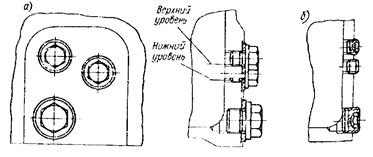 а)
Верхний
уровень
Нижний
уровень
б)